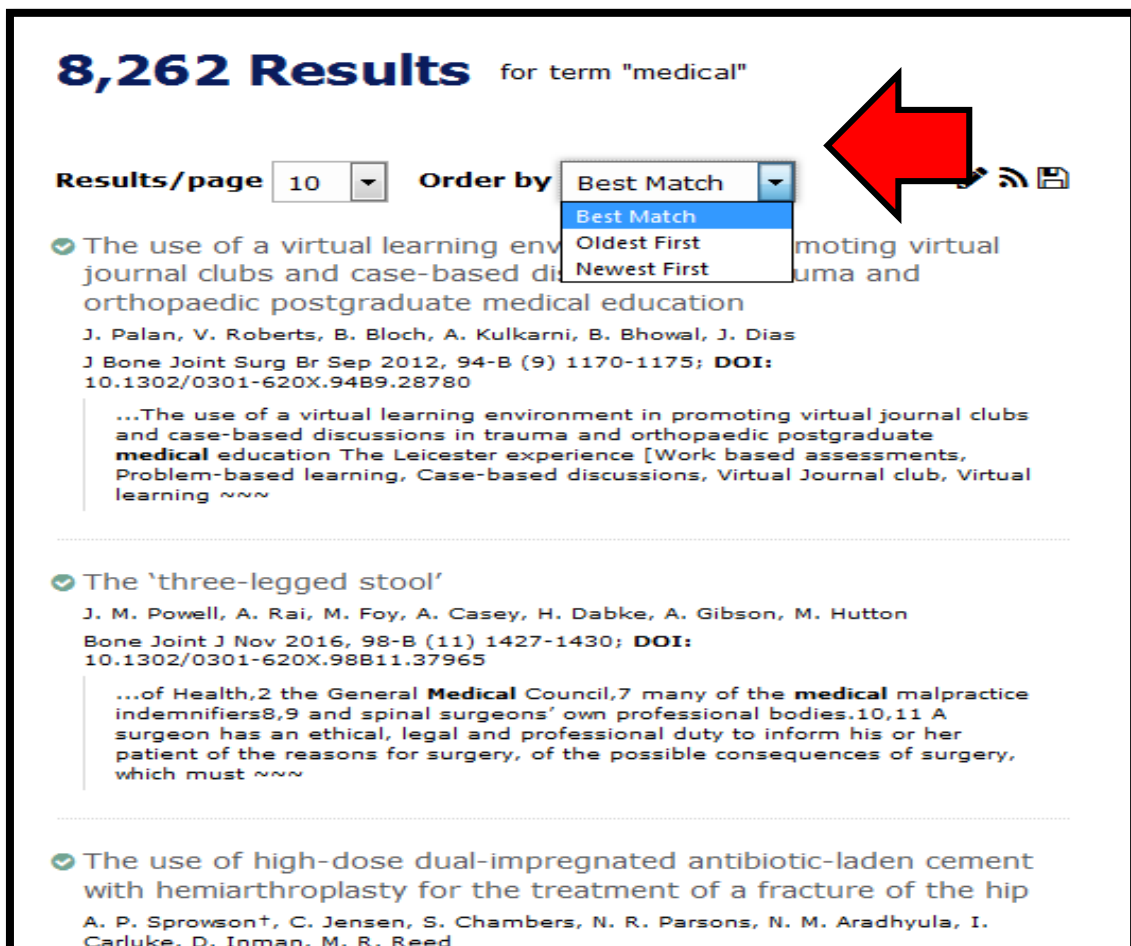 8,262 Results for term "medical"
Results/page 10 Order by Best Match
Best Match
Oldest First
Newest First
The use of a virtual learning env moting virtual
journal clubs and case-based di uma and
orthopaedic postgraduate medical education
J. Palan, V. Roberts, B. Bloch, A. Kulkarni, B. Bhowal, J. Dias
J Bone Joint Surg Br Sep 2012, 94-B (9) 1170-1175; DOI:
10.1302/0301-620X.94B9.28780
...The use of a virtual learning environment in promoting virtual journal clubs
and case-based discussions in trauma and orthopaedic postgraduate
medical education The Leicester experience [Work based assessments,
Problem-based learning, Case-based discussions, Virtual Journal club, Virtual
learning ~~~
The ‘three-legged stool’
J. M. Powell, A. Rai, M. Foy, A. Casey, H. Dabke, A. Gibson, M. Hutton
Bone Joint J Nov 2016, 98-B (11) 1427-1430; DOI:
10.1302/0301-620X.98B11.37965
...of Health,2 the General Medical Council,7 many of the medical malpractice
indemnifiers8,9 and spinal surgeons’ own professional bodies.10,11 A
surgeon has an ethical, legal and professional duty to inform his or her
patient of the reasons for surgery, of the possible consequences of surgery,
which must ~~~
The use of high-dose dual-impregnated antibiotic-laden cement
with hemiarthroplasty for the treatment of a fracture of the hip
A. P. Sprowson†, C. Jensen, S. Chambers, N. R. Parsons, N. M. Aradhyula, I.
Carluke, D. Inman, M. R. Reed